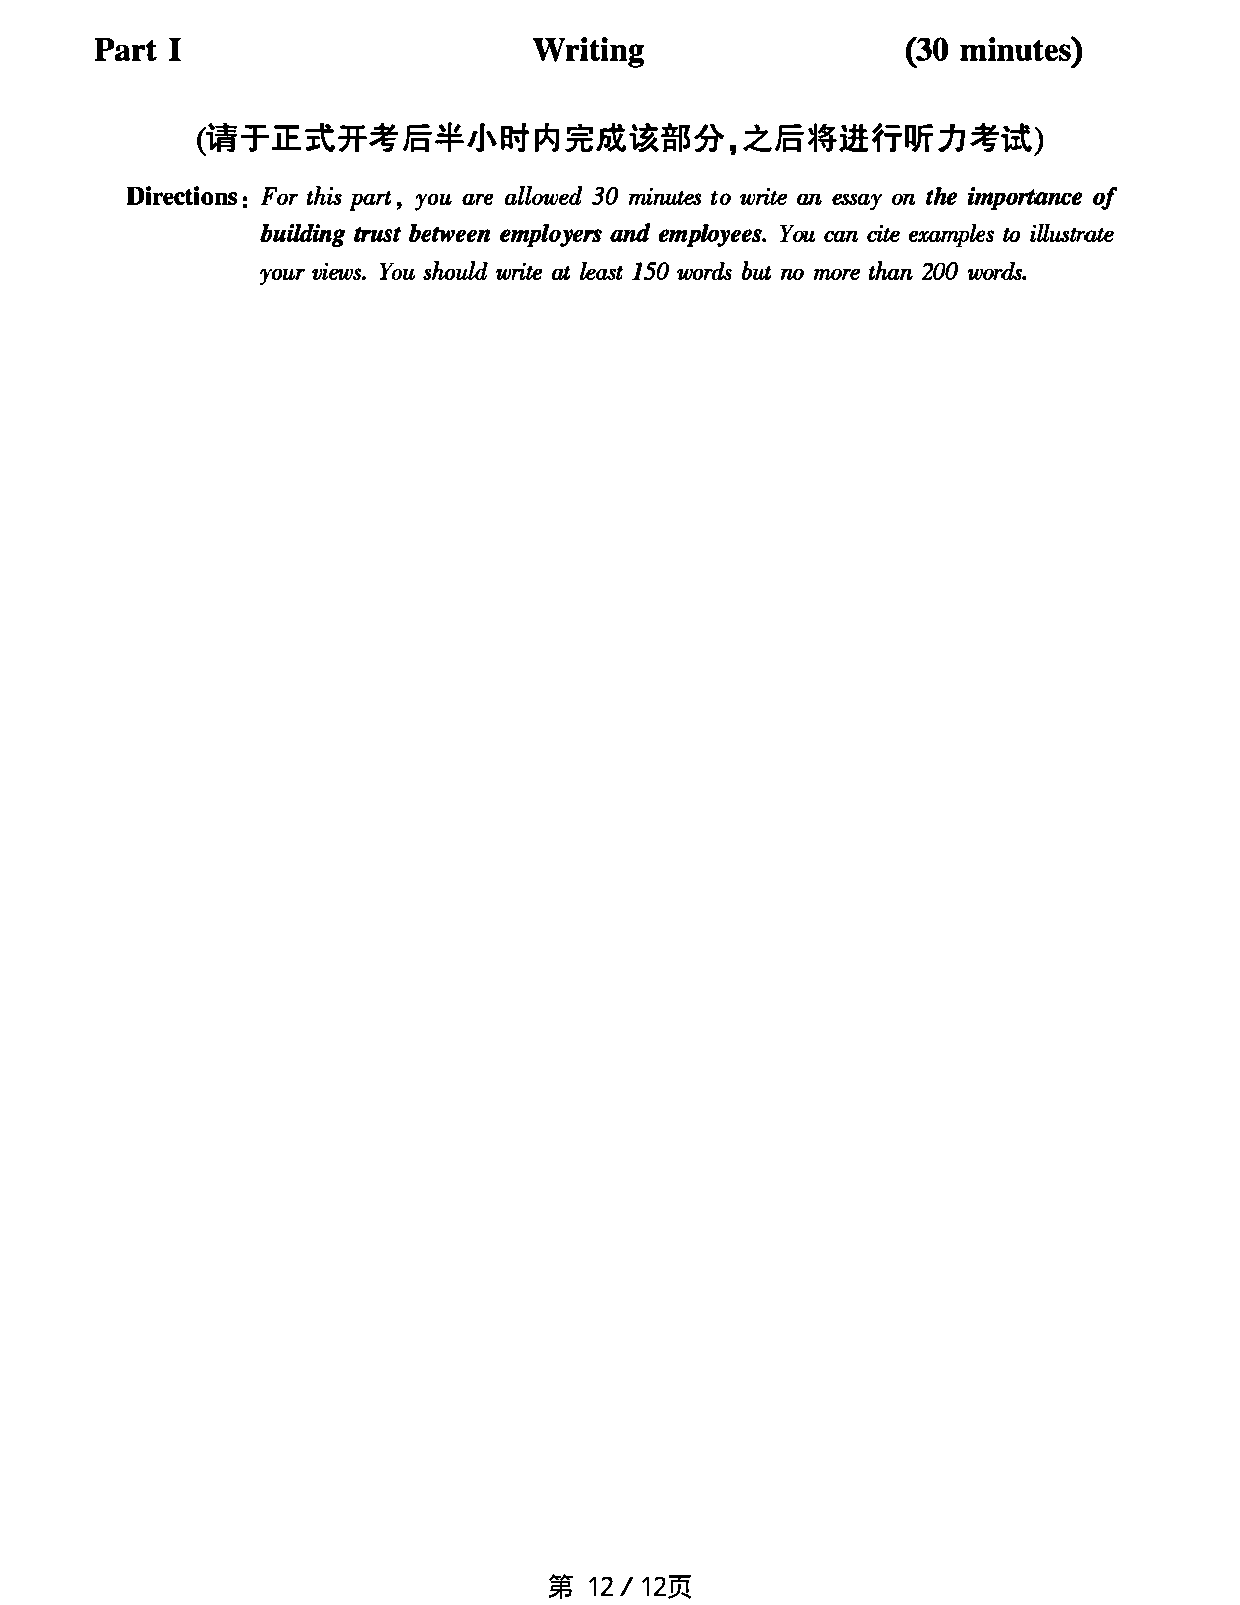 Part I Writing (30 minutes)
(请于正式开考后半小时内完成该部分,之后将进行听力考试)
Directions: For this part, you are allowed 30 minutes to write an essay on the importance of
building trust between employers and employees. You can cite examples to illustrate
your views. You should write at least 150 words but no more than 200 words.
第 12 / 12页